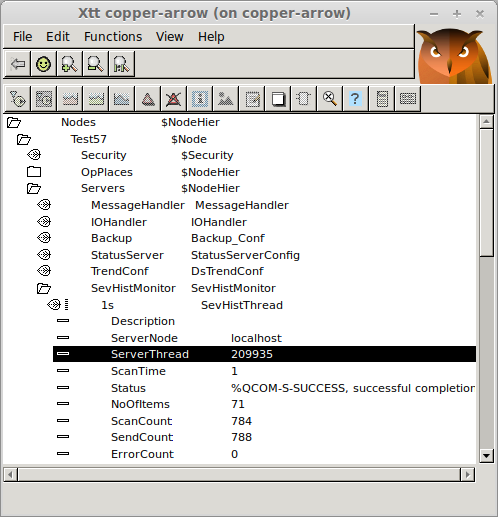 Xtt copper-arrow (on copper-arrow)
File Edit Functions View Help
Nodes $NodeHier
Test57 $Node
Security $Security
OpPlaces $NodeHier
Servers $NodeHier
MessageHandler MessageHandler
IOHandler IOHandler
Backup Backup_Conf
StatusServer StatusServerConfig
TrendConf DsTrendConf
SevHistMonitor SevHistMonitor
1s SevHistThread
Description
ServerNode localhost
ServerThread 209935
ScanTime 1
Status %QCOM-S-SUCCESS, successful completion
NoOfItems 71
ScanCount 784
SendCount 788
ErrorCount 0